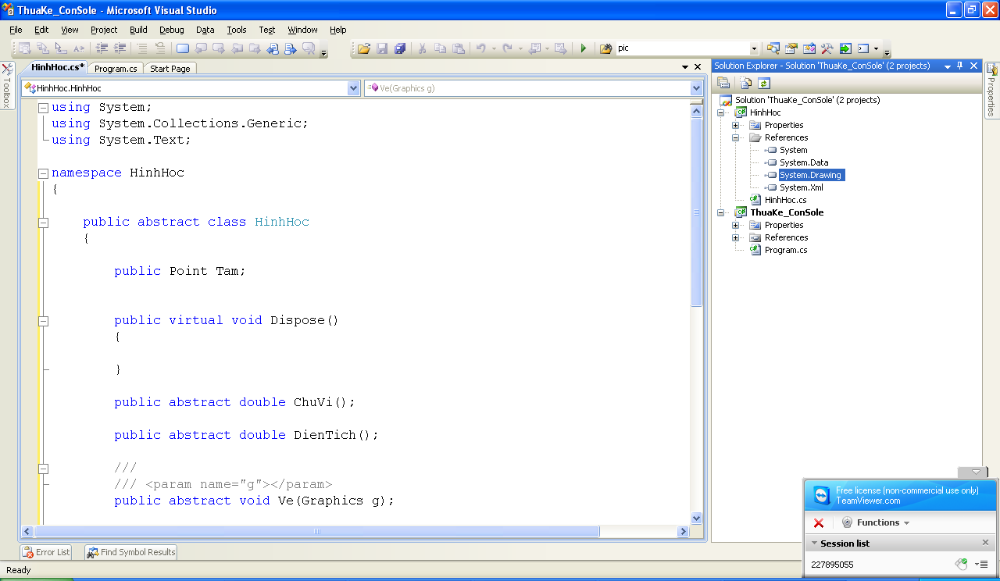 ThuaKe_ConSole - Microsoft Visual Studio
File Edit View Project Build Debug Data Tools Test Window Help
pic
Toolbox
HinhHoc.cs* Program.cs Start Page
HinhHoc.HinhHoc
Ve(Graphics g)
using System;
using System.Collections.Generic;
using System.Text;
namespace HinhHoc
{
public abstract class HinhHoc
{
public Point Tam;
public virtual void Dispose()
{
}
public abstract double ChuVi();
public abstract double DienTich();
///
/// <param name="g"></param>
public abstract void Ve(Graphics g);
Error List Find Symbol Results
Ready
Solution Explorer - Solution 'ThuaKe_ConSole' (2 projects)
Solution 'ThuaKe_ConSole' (2 projects)
HinhHoc
Properties
References
System
System.Data
System.Drawing
System.Xml
HinhHoc.cs
ThuaKe_ConSole
Properties
References
Program.cs
Properties
Free license (non-commercial use only)
TeamViewer.com
Functions
Session list
227895055